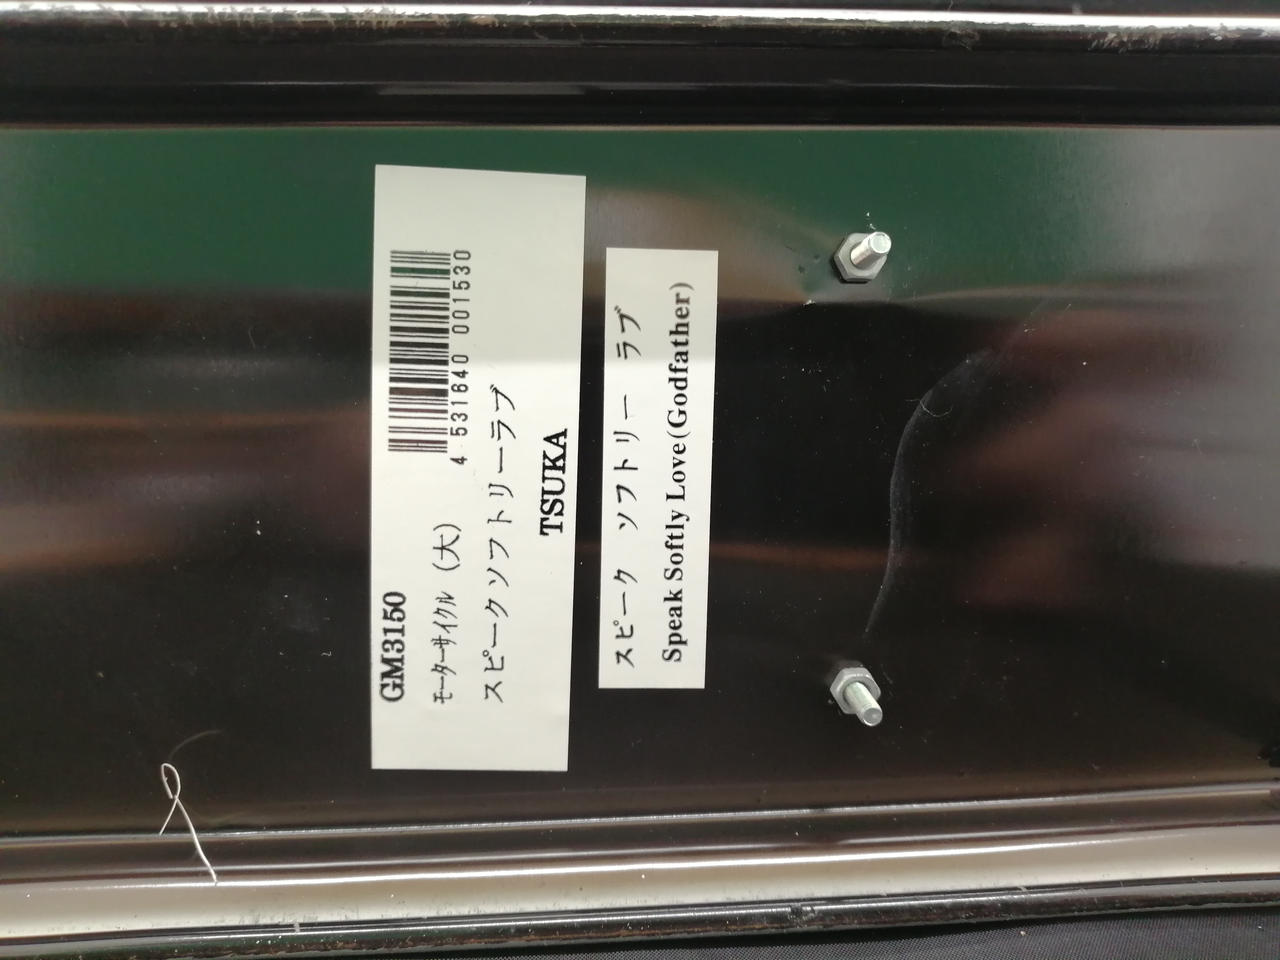 GM3150
ﾓｰﾀｰｻｲｸﾙ (大)
4 531640 001530
スピークソフトリーラブ
TSUKA
スピーク ソフトリー ラブ
Speak Softly Love(Godfather)